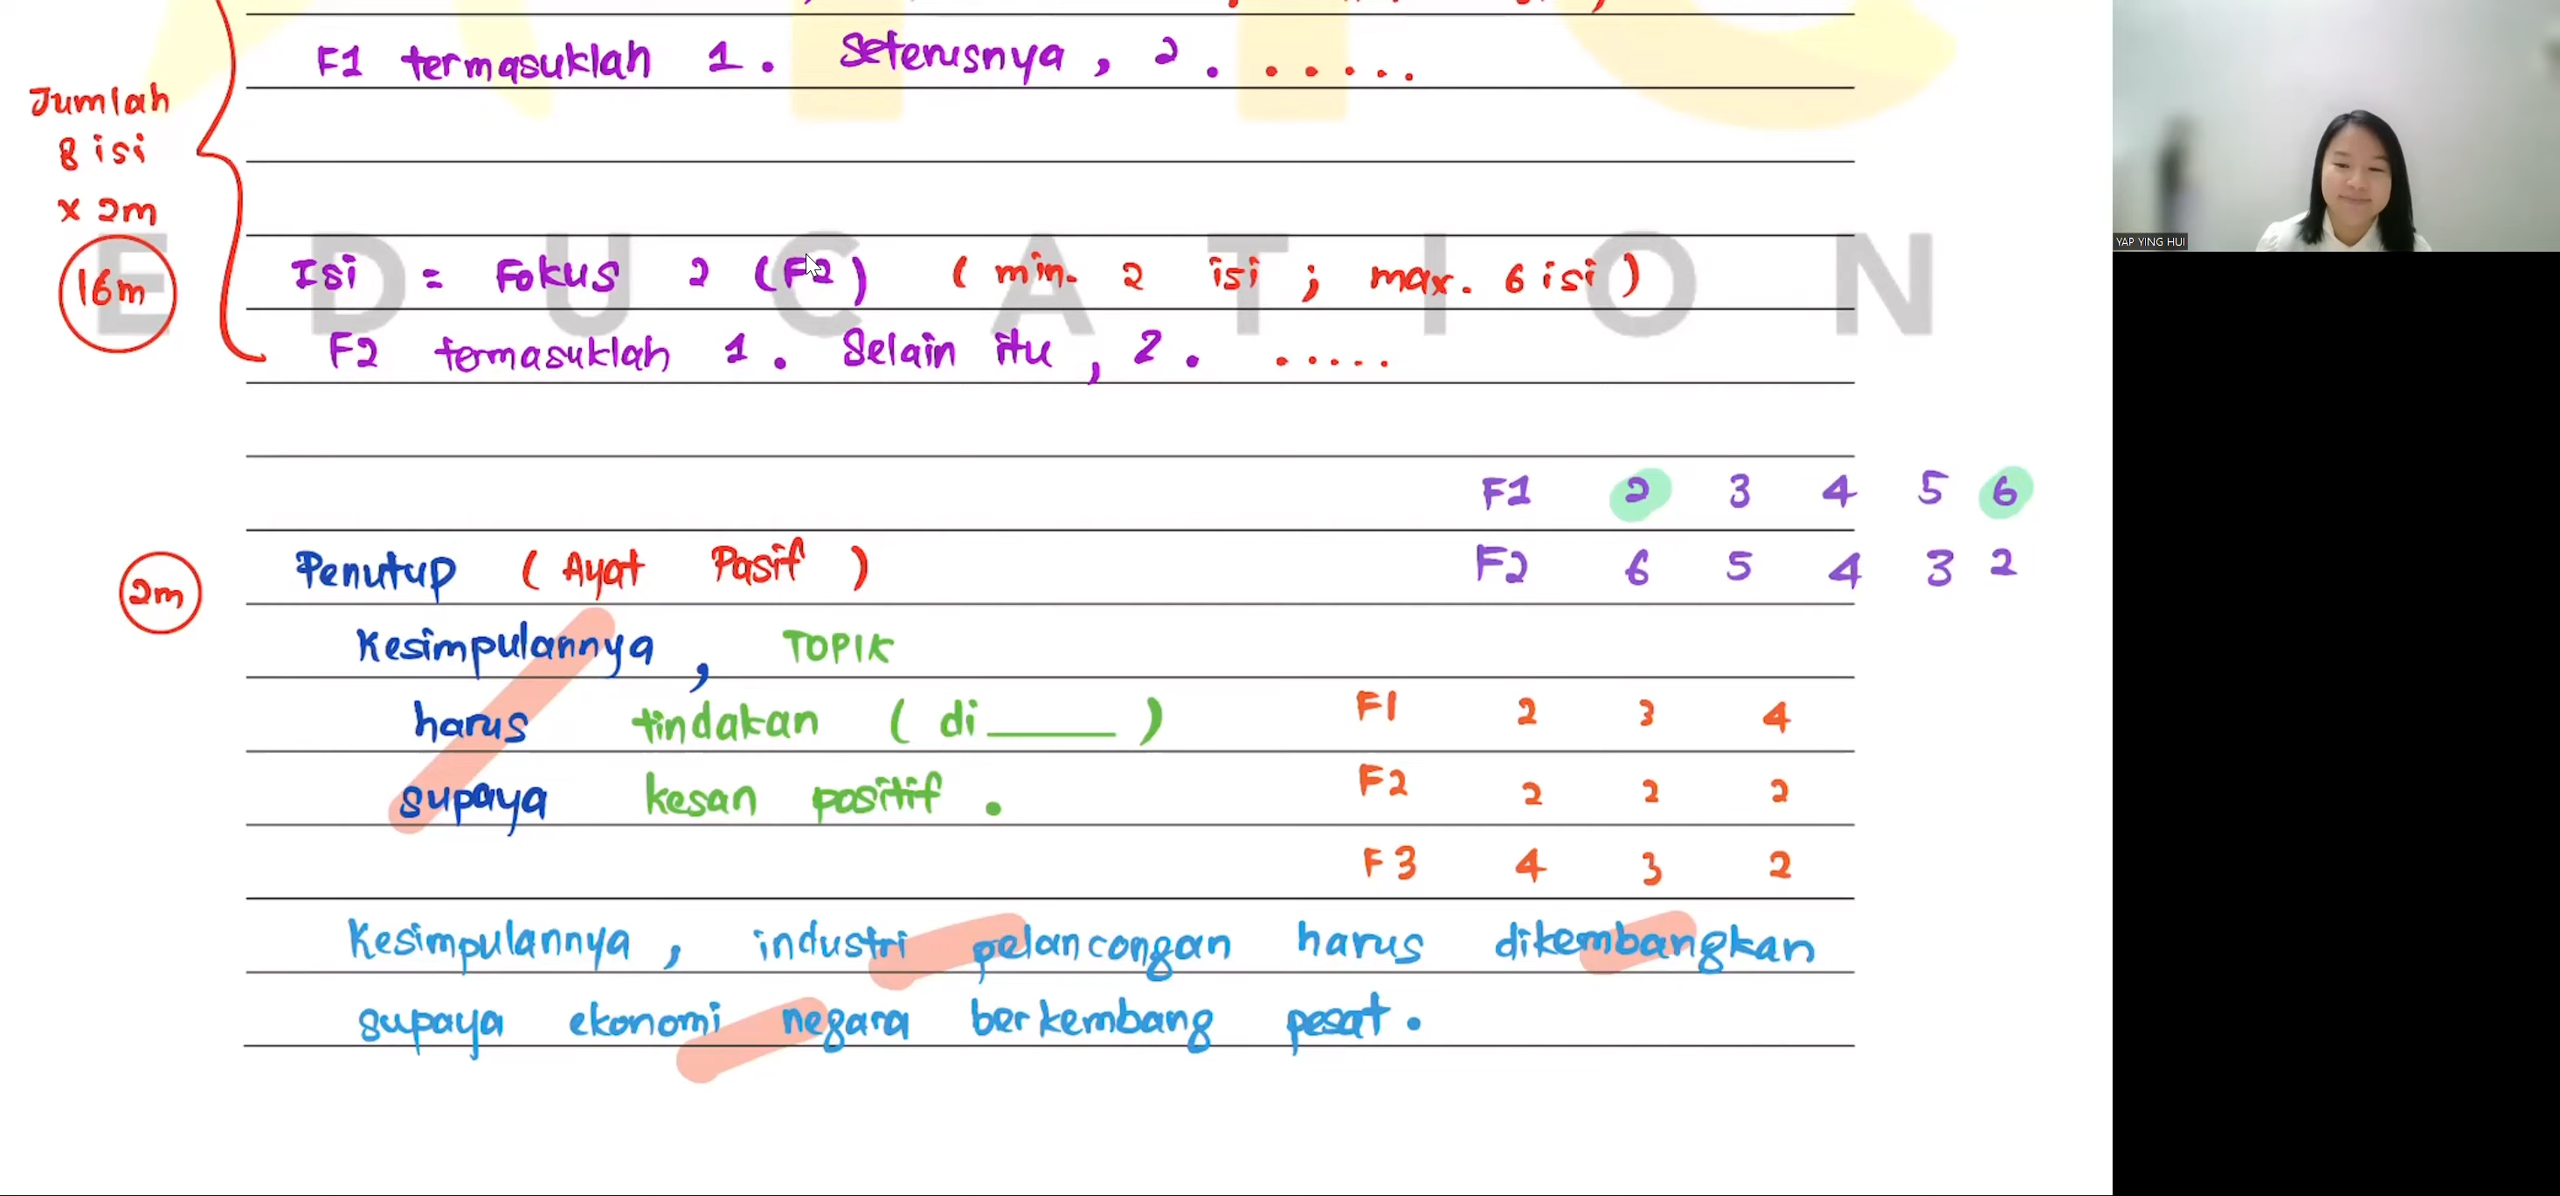 F1 termasuklah 1. Seterusnya, 2. .....
Jumlah
8 isi
x 2m
16m
EDUCATION
Isi = Fokus 2 (F2) (min. 2 isi ; max. 6 isi)
F2 termasuklah 1. Selain itu, 2. .....
F1 2 3 4 5 6
F2 6 5 4 3 2
2m
Penutup (Ayat Pasif)
Kesimpulannya, TOPIK
harus tindakan (di_____)
supaya kesan positif.
F1 2 3 4
F2 2 2 2
F3 4 3 2
Kesimpulannya, industri pelancongan harus dikembangkan
supaya ekonomi negara berkembang pesat.
YAP YING HUI